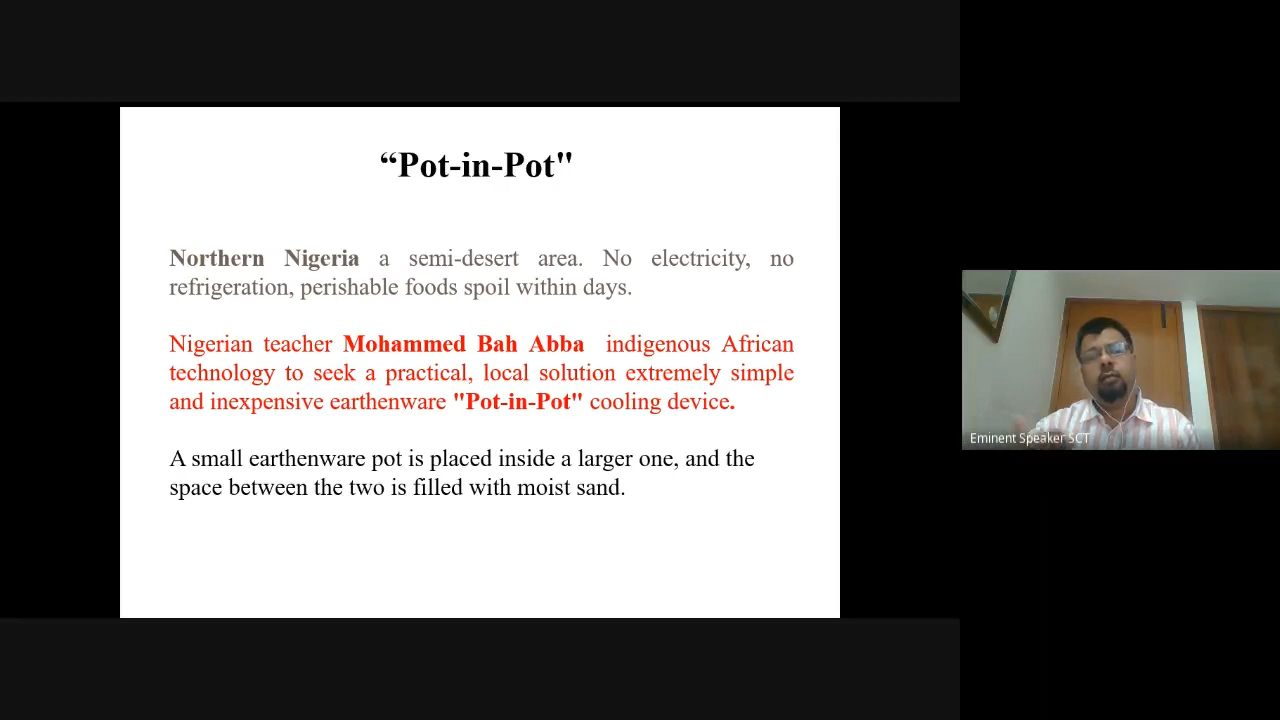 “Pot-in-Pot"
Northern Nigeria a semi-desert area. No electricity, no
refrigeration, perishable foods spoil within days.
Nigerian teacher Mohammed Bah Abba indigenous African
technology to seek a practical, local solution extremely simple
and inexpensive earthenware "Pot-in-Pot" cooling device.
A small earthenware pot is placed inside a larger one, and the
space between the two is filled with moist sand.
Eminent Speaker SCT